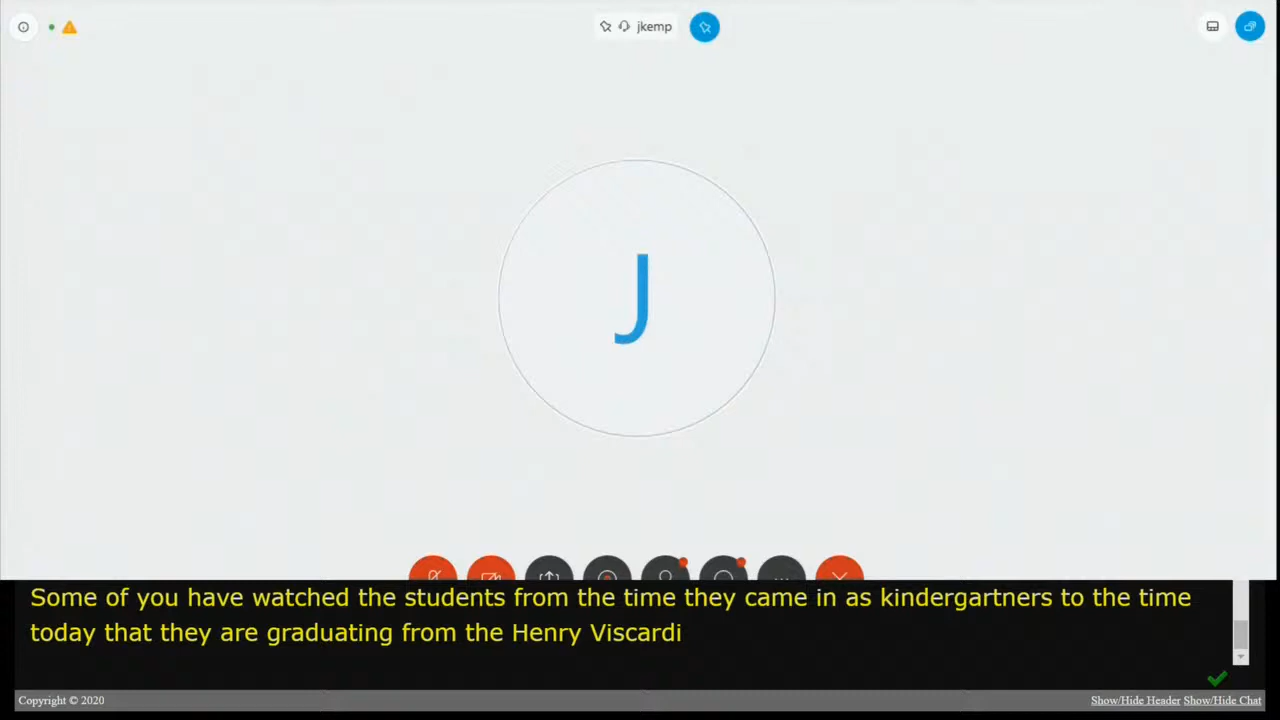 jkemp
J
Some of you have watched the students from the time they came in as kindergartners to the time
today that they are graduating from the Henry Viscardi
Copyright © 2020
Show/Hide Header Show/Hide Chat